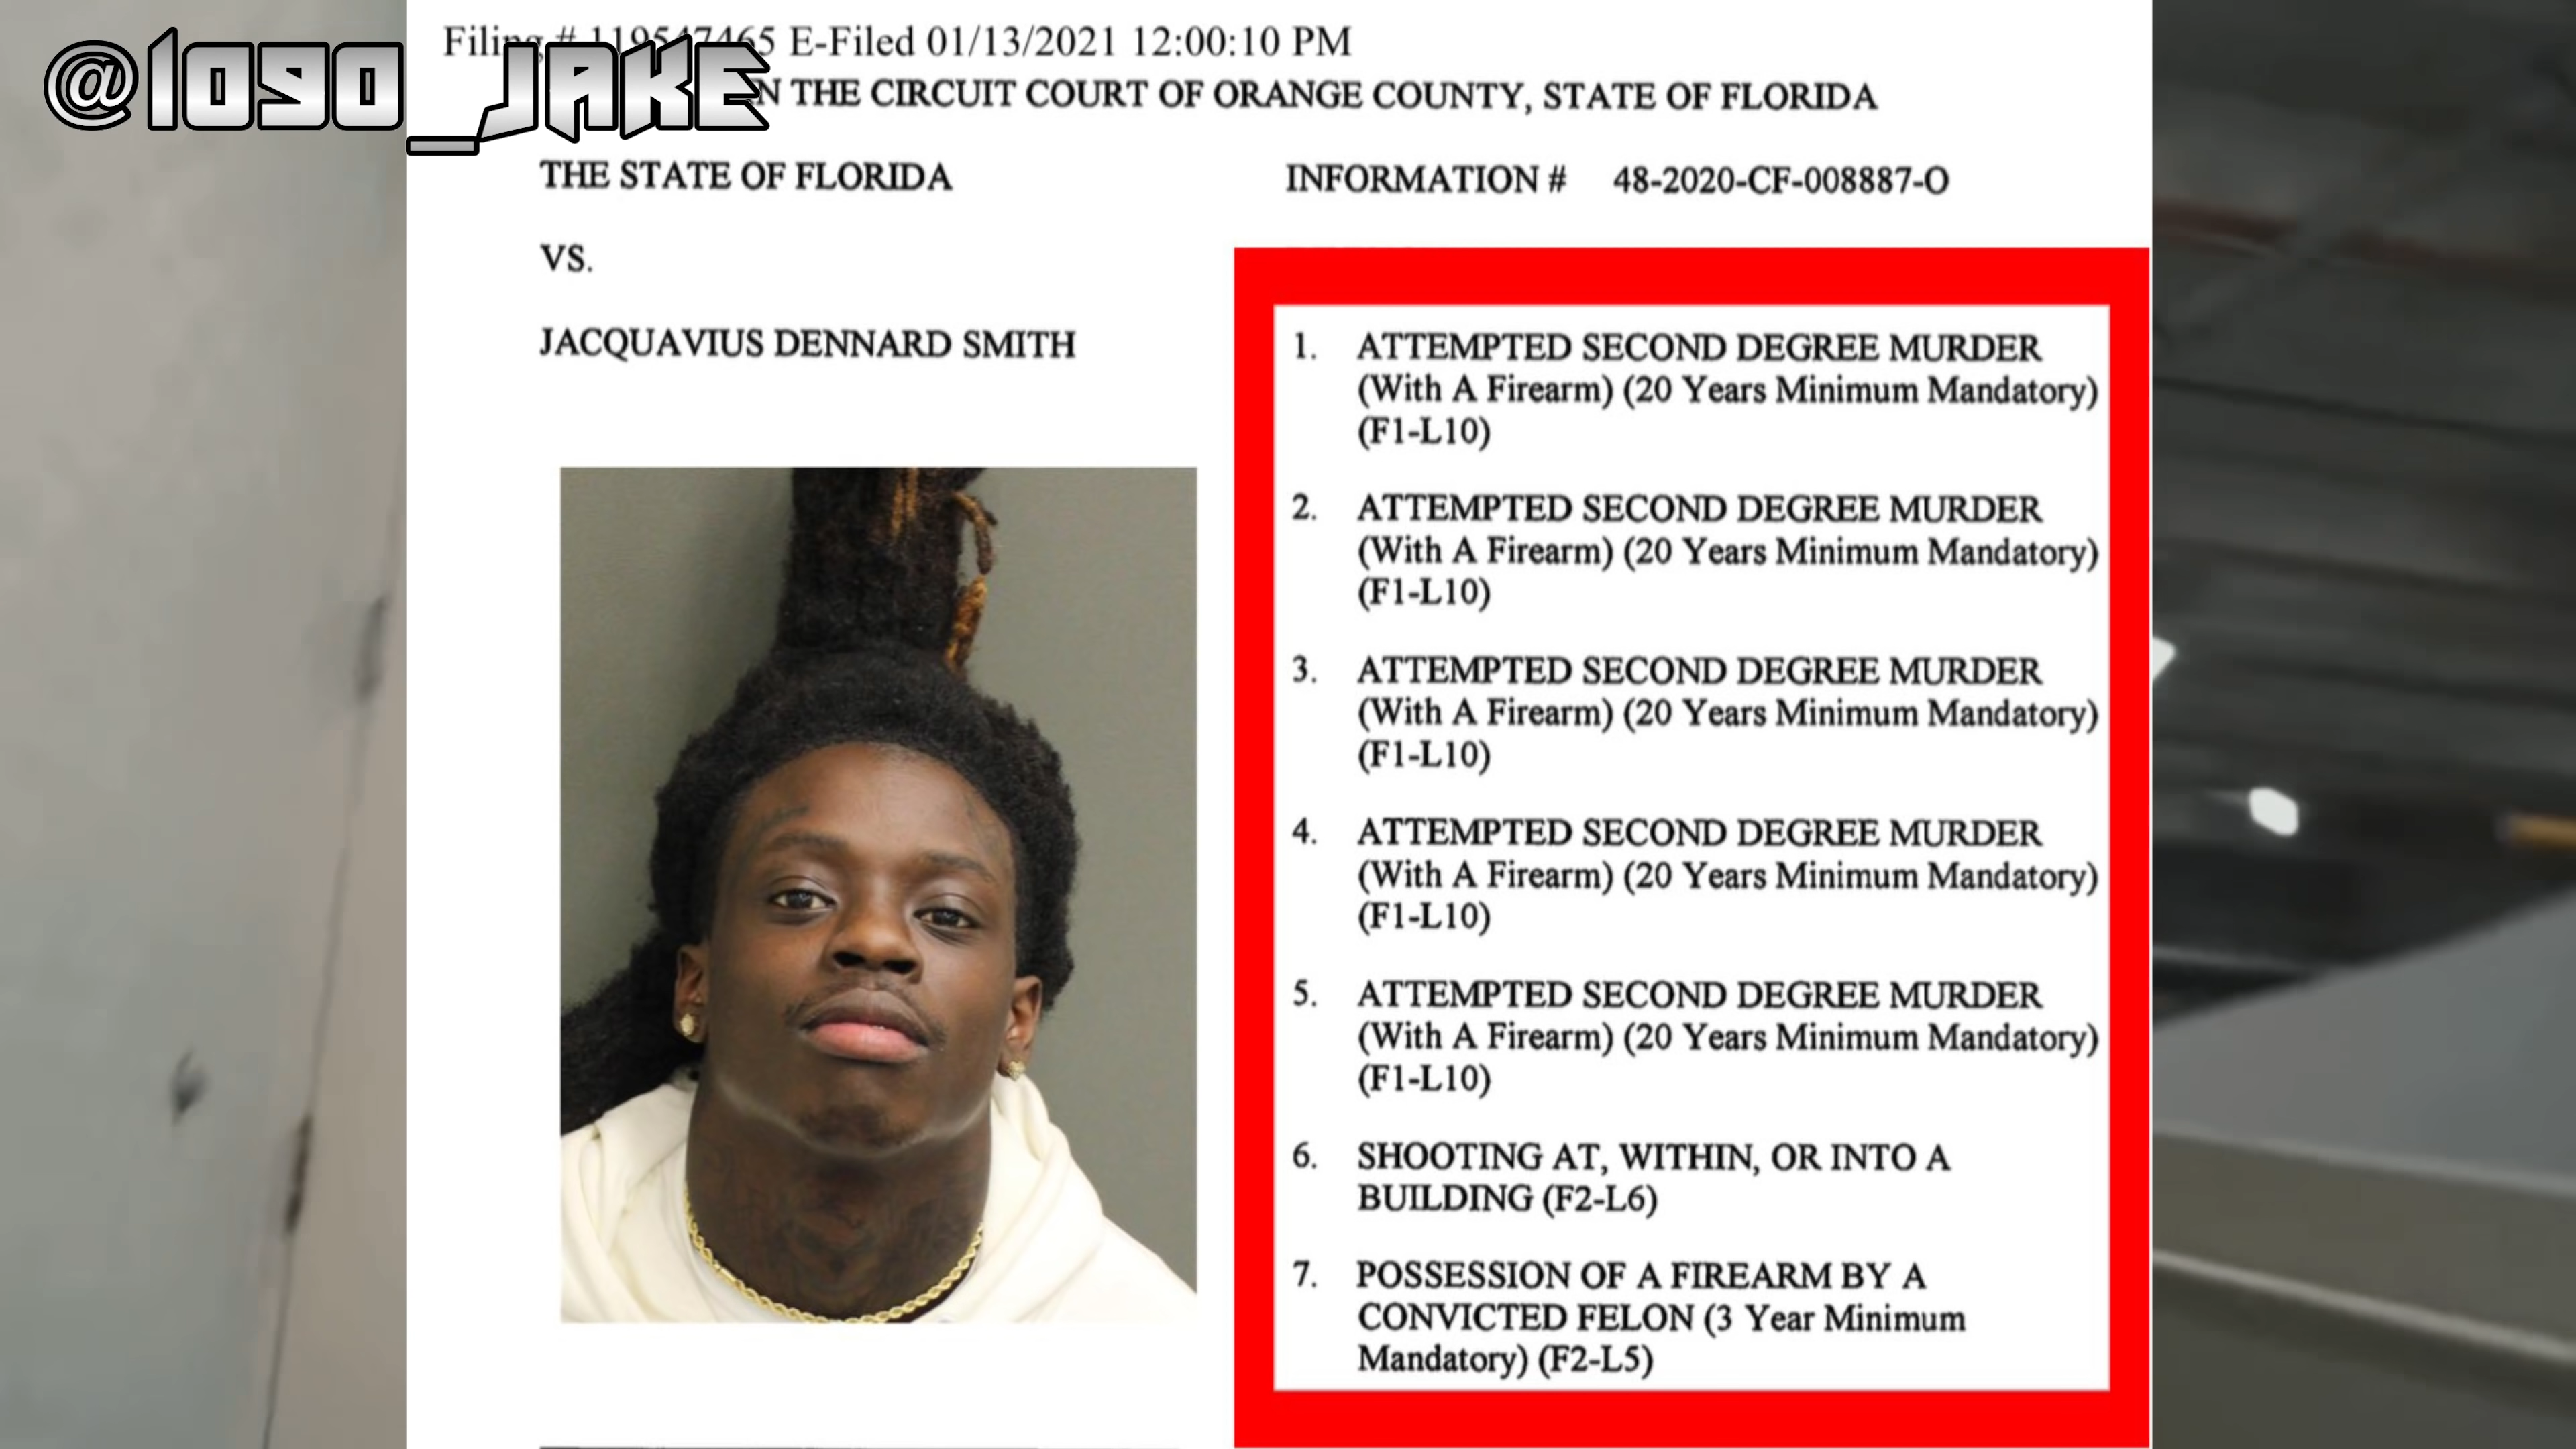 @1090_JAKE
Filing # 119547465 E-Filed 01/13/2021 12:00:10 PM
THE CIRCUIT COURT OF ORANGE COUNTY, STATE OF FLORIDA
THE STATE OF FLORIDA
VS.
JACQUAVIUS DENNARD SMITH
INFORMATION # 48-2020-CF-008887-O
1. ATTEMPTED SECOND DEGREE MURDER
(With A Firearm) (20 Years Minimum Mandatory)
(F1-L10)
2. ATTEMPTED SECOND DEGREE MURDER
(With A Firearm) (20 Years Minimum Mandatory)
(F1-L10)
3. ATTEMPTED SECOND DEGREE MURDER
(With A Firearm) (20 Years Minimum Mandatory)
(F1-L10)
4. ATTEMPTED SECOND DEGREE MURDER
(With A Firearm) (20 Years Minimum Mandatory)
(F1-L10)
5. ATTEMPTED SECOND DEGREE MURDER
(With A Firearm) (20 Years Minimum Mandatory)
(F1-L10)
6. SHOOTING AT, WITHIN, OR INTO A
BUILDING (F2-L6)
7. POSSESSION OF A FIREARM BY A
CONVICTED FELON (3 Year Minimum
Mandatory) (F2-L5)